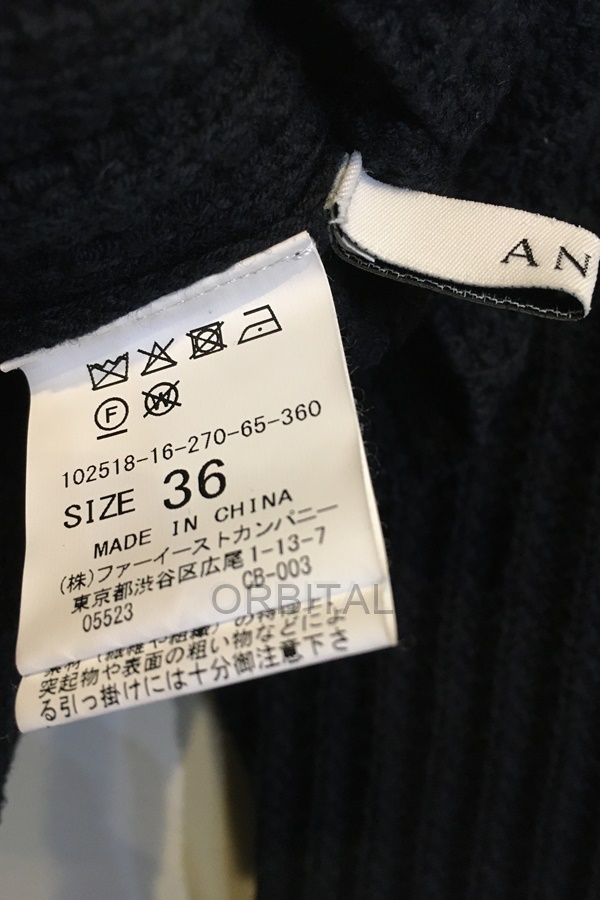 AN
F
W
102518-16-270-65-360
SIZE 36
MADE IN CHINA
(株)ファーイーストカンパニー
東京都渋谷区広尾1-13-7
05523 CB-003
ORBITAL
突起物や表面の粗い物などによ
る引っ掛けには十分御注意下さ